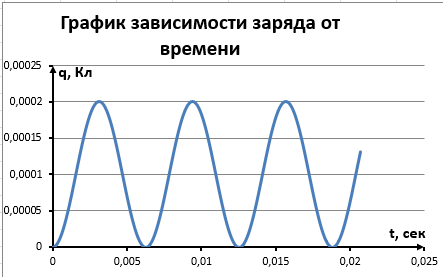 График зависимости заряда от
времени
0,00025
q, Кл
0,0002
0,00015
0,0001
0,00005
t, сек
0
0 0,005 0,01 0,015 0,02 0,025